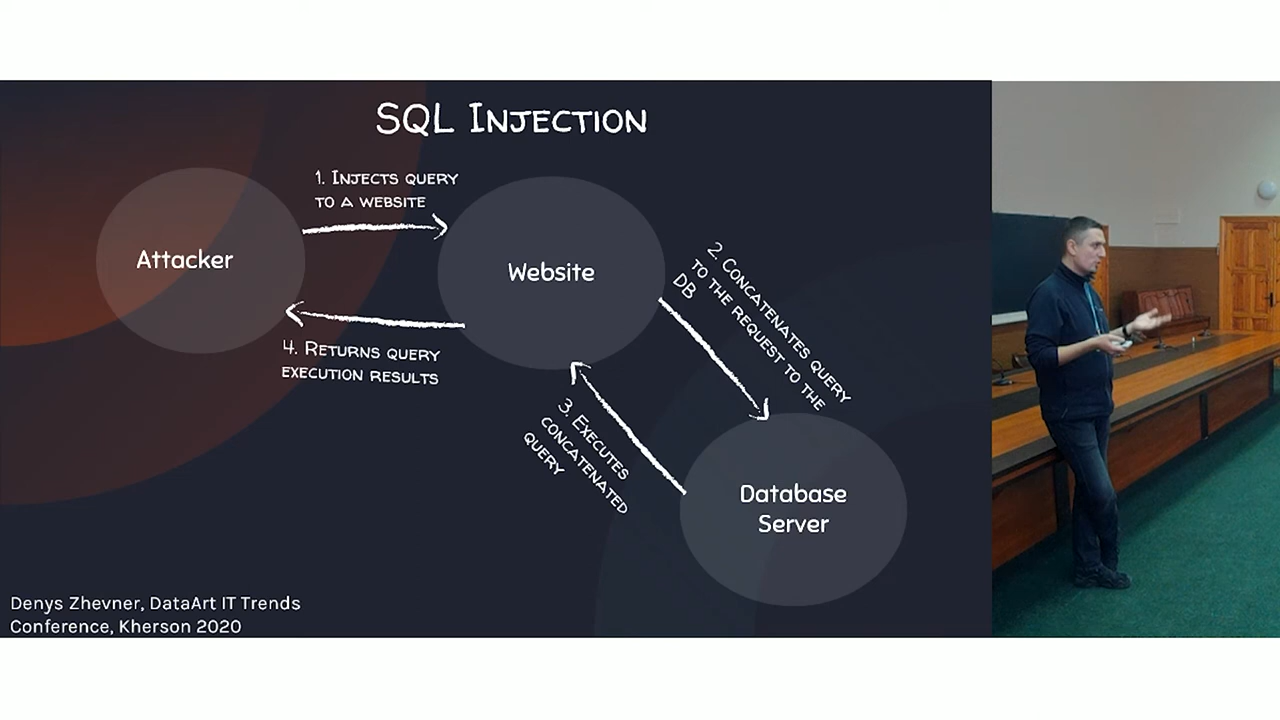 SQL Injection
1. Injects query
to a website
Attacker
Website
2. Concatenates query
to the request to the
DB
4. Returns query
execution results
3. Executes
concatenated
query
Database
Server
Denys Zhevner, DataArt IT Trends
Conference, Kherson 2020